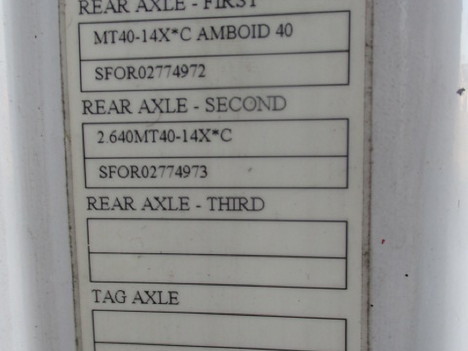 REAR AXLE - FIRST
MT40-14X*C AMBOID 40
SFOR02774972
REAR AXLE - SECOND
2.640MT40-14X*C
SFOR02774973
REAR AXLE - THIRD
TAG AXLE